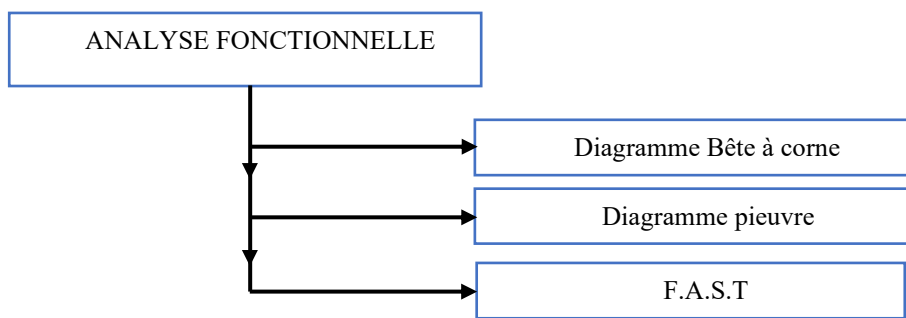 ANALYSE FONCTIONNELLE
Diagramme Bête à corne
Diagramme pieuvre
F.A.S.T